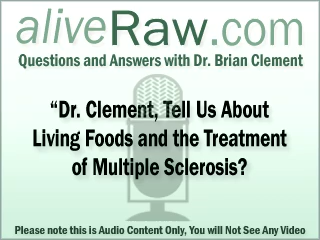 aliveRaw.com
Questions and Answers with Dr. Brian Clement
“Dr. Clement, Tell Us About
Living Foods and the Treatment
of Multiple Sclerosis?
Please note this is Audio Content Only, You will Not See Any Video